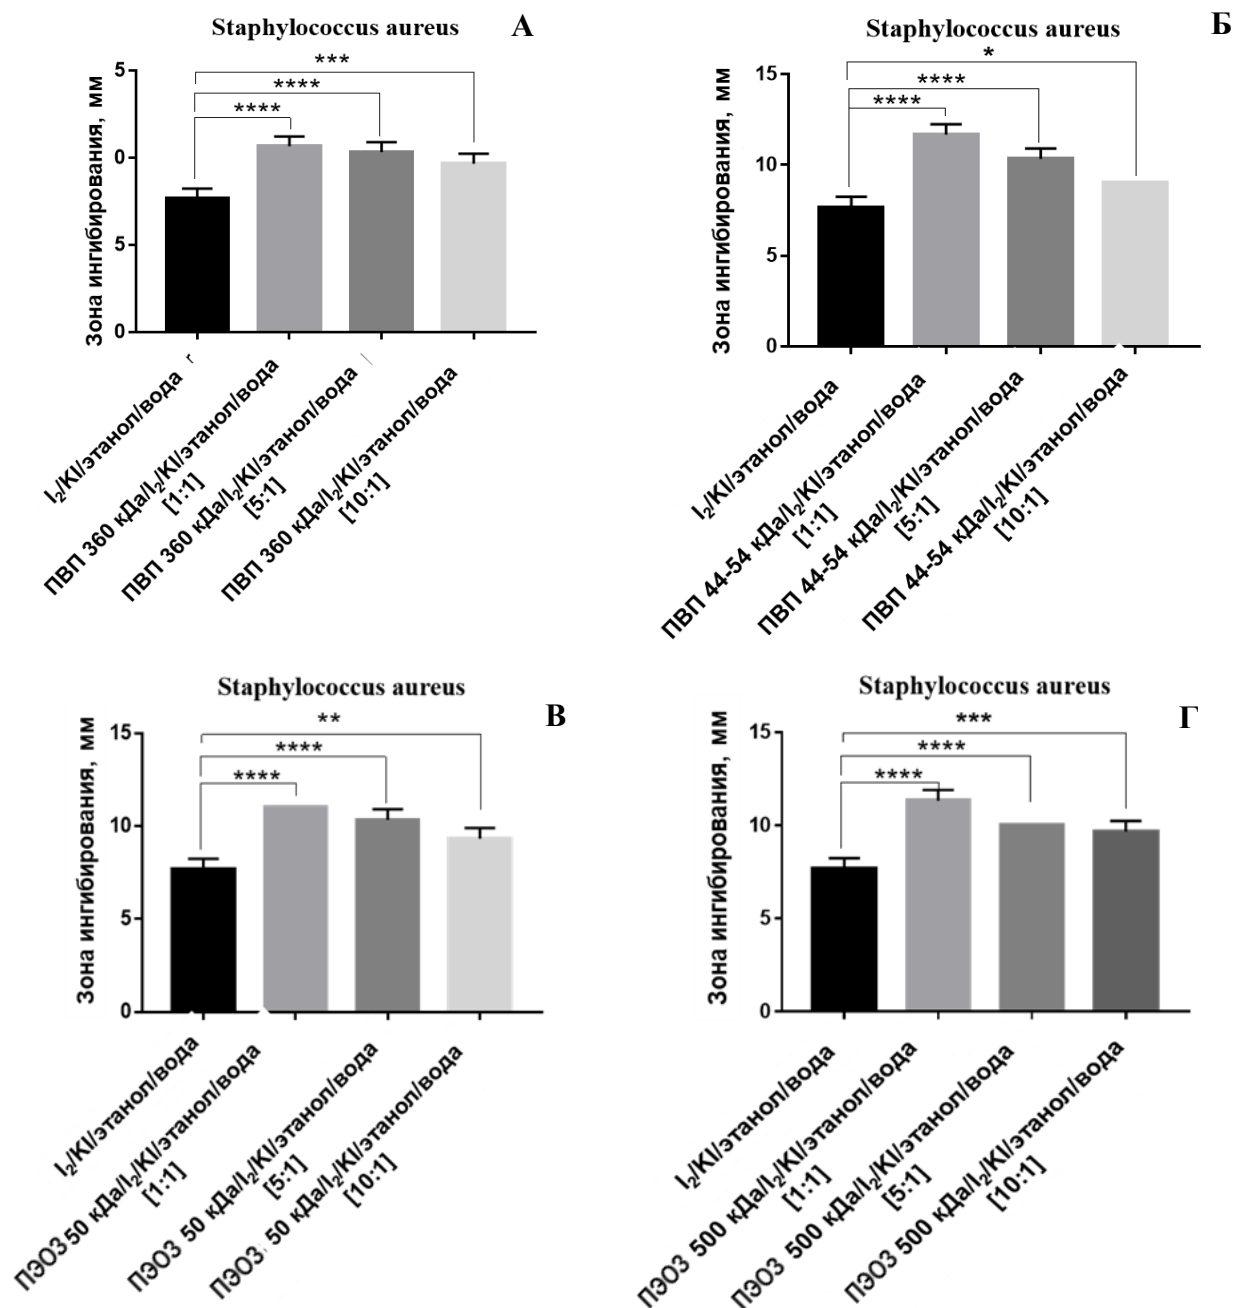 Staphylococcus aureus
А
***
****
****
5
0
5
0
Зона ингибирования, мм
I₂/KI/этанол/вода
ПВП 360 кДа/I₂/KI/этанол/вода
[1:1]
ПВП 360 кДа/I₂/KI/этанол/вода
[5:1]
ПВП 360 кДа/I₂/KI/этанол/вода
[10:1]
Staphylococcus aureus
Б
*
****
****
15
10
5
0
Зона ингибирования, мм
I₂/KI/этанол/вода
ПВП 44-54 кДа/I₂/KI/этанол/вода
[1:1]
ПВП 44-54 кДа/I₂/KI/этанол/вода
[5:1]
ПВП 44-54 кДа/I₂/KI/этанол/вода
[10:1]
Staphylococcus aureus
В
**
****
****
15
10
5
0
Зона ингибирования, мм
I₂/KI/этанол/вода
ПЭОЗ 50 кДа/I₂/KI/этанол/вода
[1:1]
ПЭОЗ 50 кДа/I₂/KI/этанол/вода
[5:1]
ПЭОЗ 50 кДа/I₂/KI/этанол/вода
[10:1]
Staphylococcus aureus
Г
***
****
****
15
10
5
0
Зона ингибирования, мм
I₂/KI/этанол/вода
ПЭОЗ 500 кДа/I₂/KI/этанол/вода
[1:1]
ПЭОЗ 500 кДа/I₂/KI/этанол/вода
[5:1]
ПЭОЗ 500 кДа/I₂/KI/этанол/вода
[10:1]